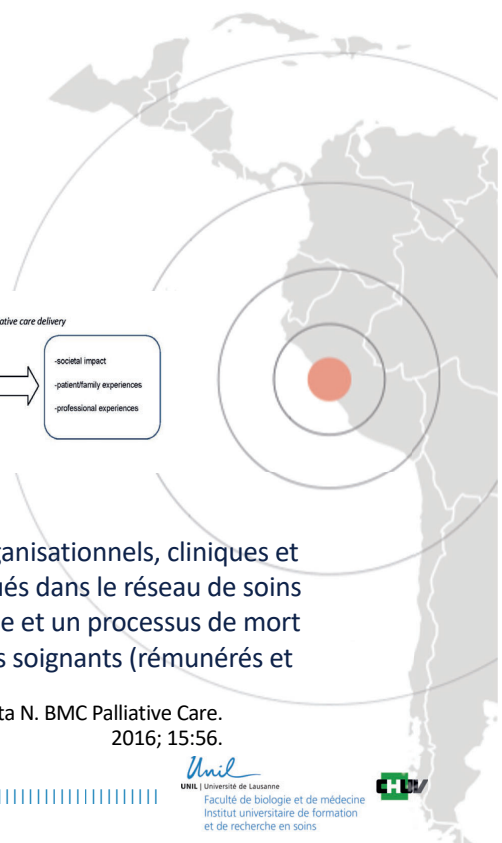 ative care delivery
-societal impact
-patient/family experiences
-professional experiences
ganisationnels, cliniques et
ués dans le réseau de soins
e et un processus de mort
s soignants (rémunérés et
ta N. BMC Palliative Care.
2016; 15:56.
Unil
UNIL | Université de Lausanne
Faculté de biologie et de médecine
Institut universitaire de formation
et de recherche en soins
CHUV